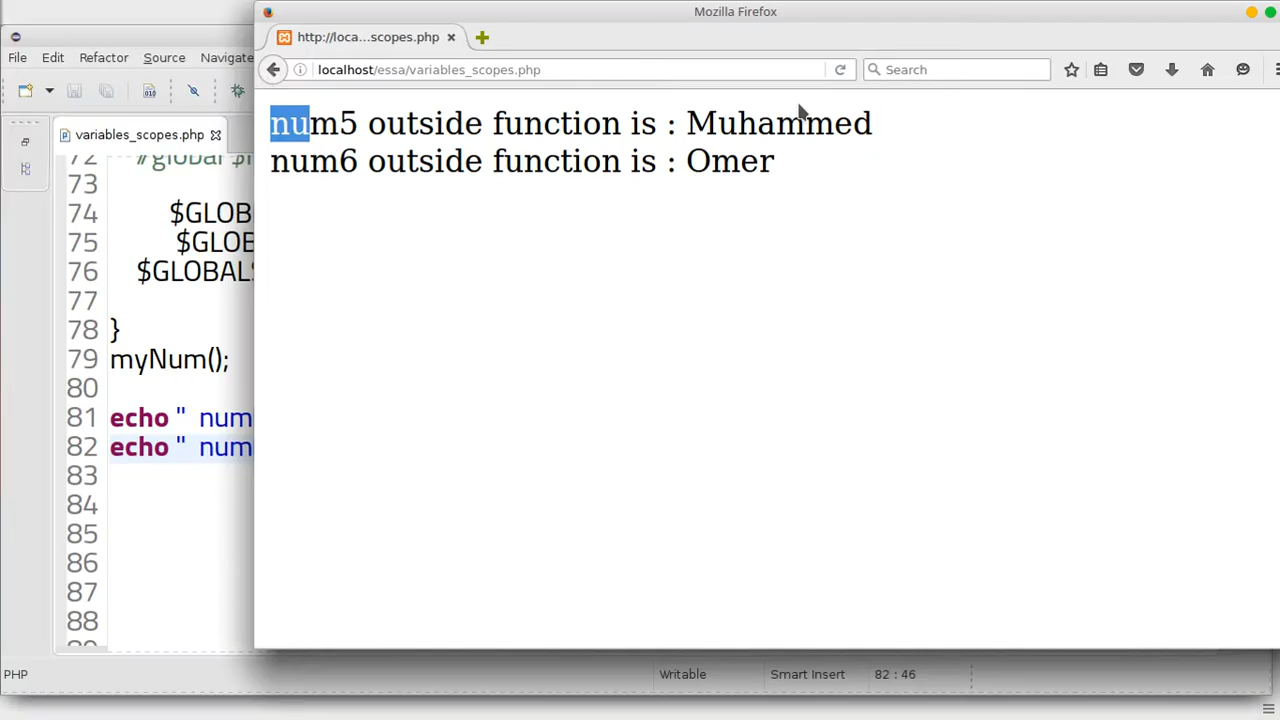 Mozilla Firefox
http://loca...scopes.php
localhost/essa/variables_scopes.php
Search
num5 outside function is : Muhammed
num6 outside function is : Omer
File Edit Refactor Source Navigate
variables_scopes.php
72 #global $
73
74 $GLOB
75 $GLOB
76 $GLOBALS
77
78 }
79 myNum();
80
81 echo " num
82 echo " num
83
84
85
86
87
88
PHP
Writable Smart Insert 82 : 46